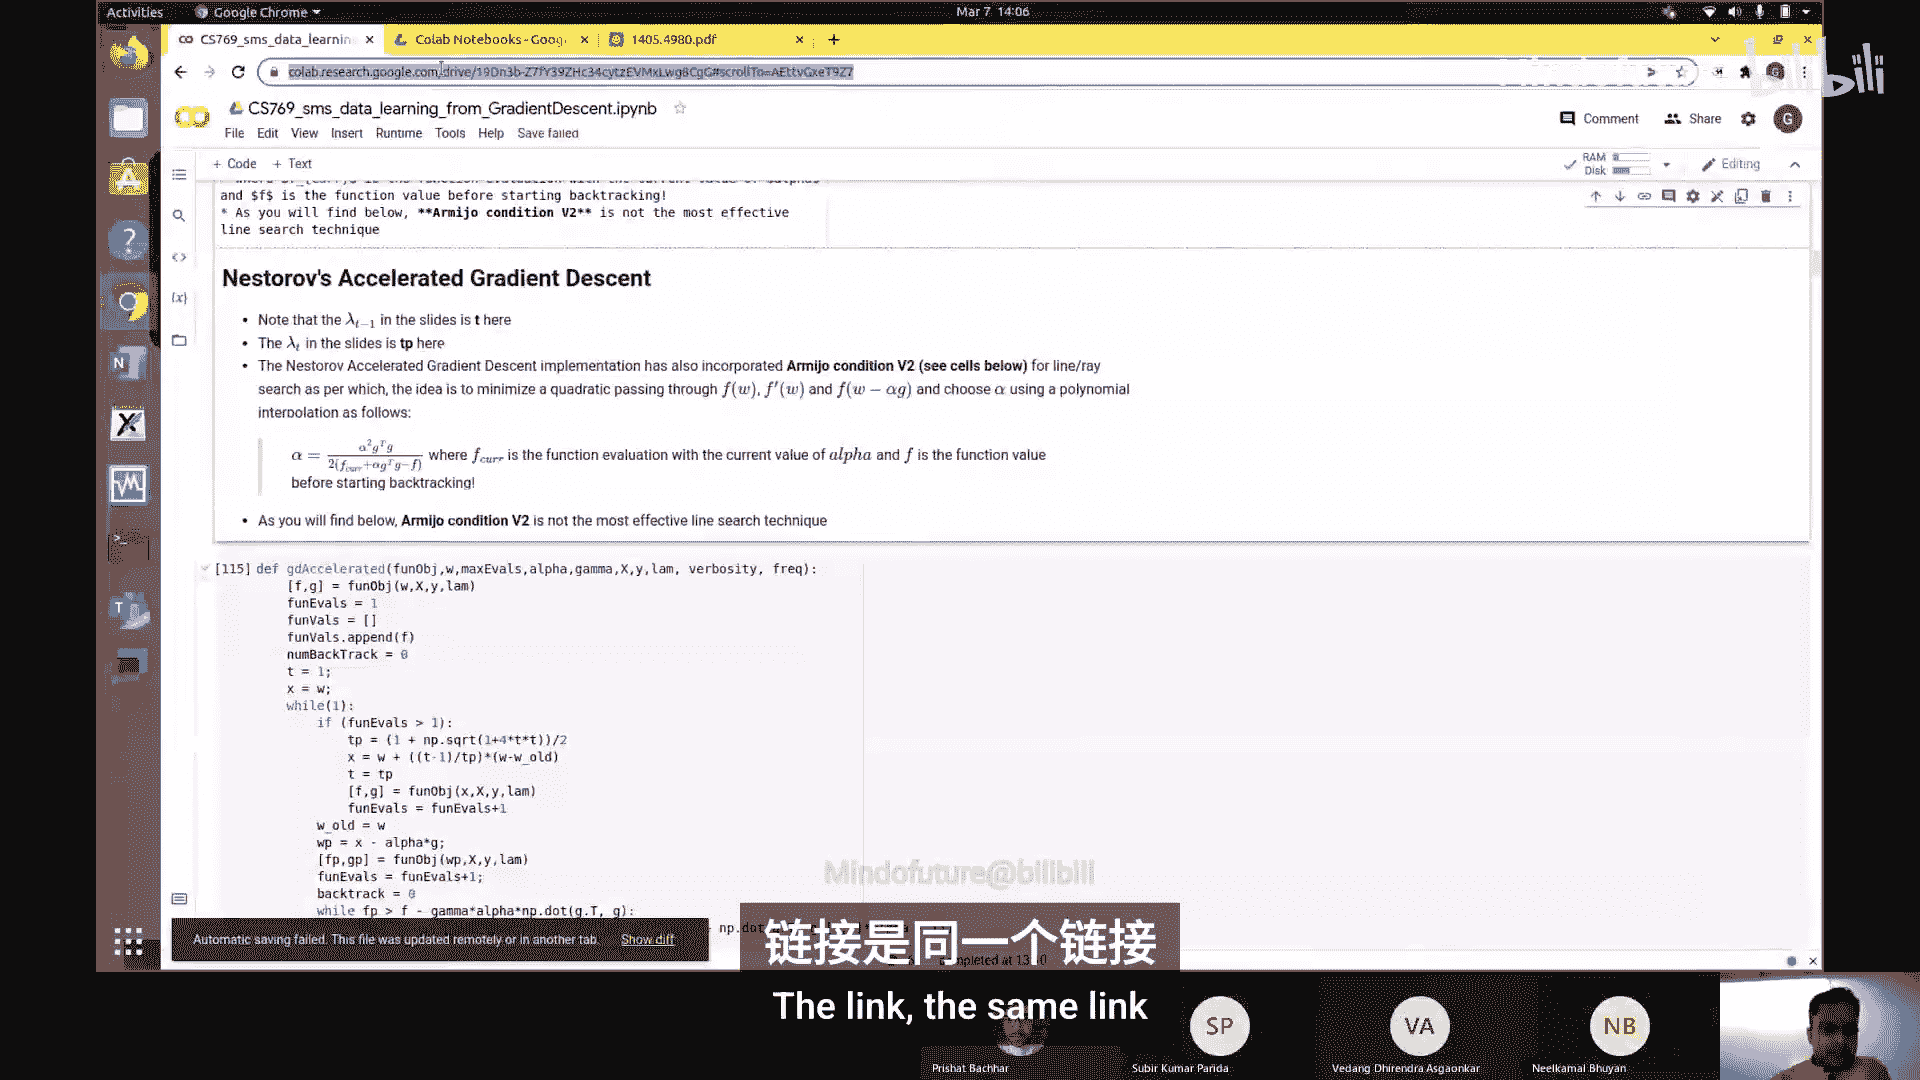 Activities
Google Chrome
Mar 7 14:06
CS769_sms_data_learnin
Colab Notebooks - Goog
1405.4980.pdf
CS769_sms_data_learning_from_GradientDescent.ipynb
File Edit View Insert Runtime Tools Help Save failed
Comment
Share
G
+ Code + Text
RAM
Disk
Editing
and $f$ is the function value before starting backtracking!
* As you will find below, **Armijo condition V2** is not the most effective
line search technique
Nestorov's Accelerated Gradient Descent
• Note that the λt−1 in the slides is t here
• The λt in the slides is tp here
• The Nestorov Accelerated Gradient Descent implementation has also incorporated Armijo condition V2 (see cells below) for line/ray
search as per which, the idea is to minimize a quadratic passing through f(w), f′(w) and f(w − αg) and choose α using a polynomial
interpolation as follows:
α = α²gᵀg / 2(fcurr+αgᵀg−f) where fcurr is the function evaluation with the current value of alpha and f is the function value
before starting backtracking!
• As you will find below, Armijo condition V2 is not the most effective line search technique
[115] def gdAccelerated(funObj,w,maxEvals,alpha,gamma,X,y,lam, verbosity, freq):
[f,g] = funObj(w,X,y,lam)
funEvals = 1
funVals = []
funVals.append(f)
numBackTrack = 0
t = 1;
x = w;
while(1):
if (funEvals > 1):
tp = (1 + np.sqrt(1+4*t*t))/2
x = w + ((t-1)/tp)*(w-w_old)
t = tp
[f,g] = funObj(x,X,y,lam)
funEvals = funEvals+1
w_old = w
wp = x - alpha*g;
[fp,gp] = funObj(wp,X,y,lam)
funEvals = funEvals+1;
backtrack = 0
while fp > f - gamma*alpha*np.dot(g.T, g):
Automatic saving failed. This file was updated remotely or in another tab. Show diff
Mindofuture@bilibili
bilibili
链接是同一个链接
The link, the same link
SP
VA
NB
Prishat Bachhar
Subir Kumar Parida
Vedang Dhirendra Asgaonkar
Neelkamal Bhuyan